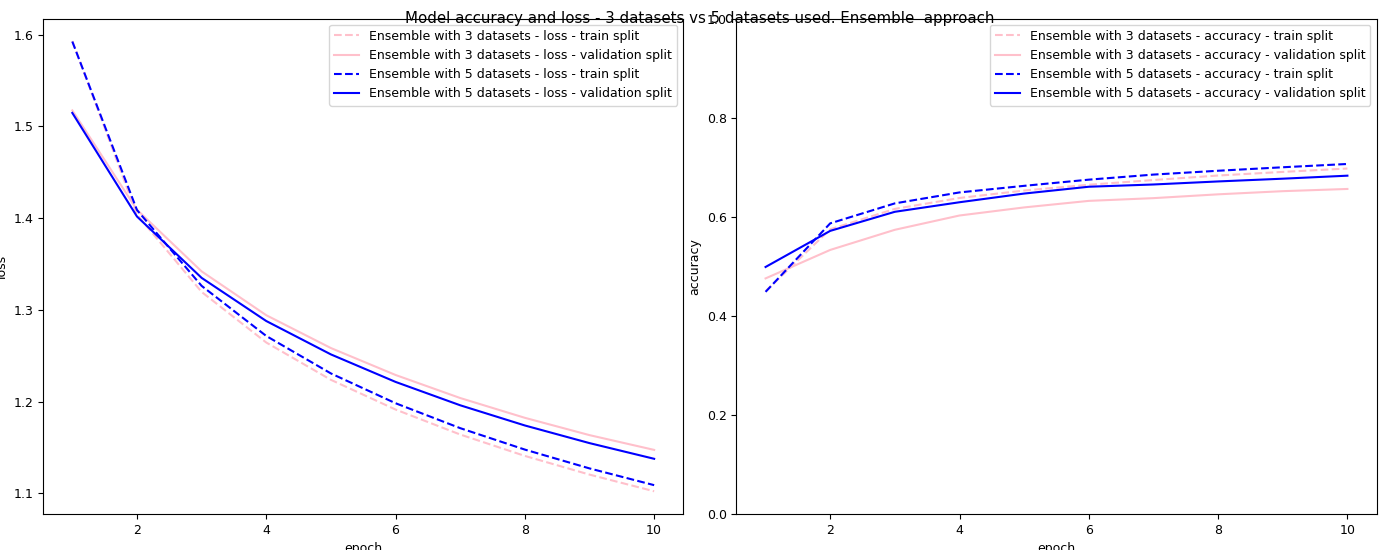 Model accuracy and loss - 3 datasets vs 5 datasets used. Ensemble  approach
1.6
1.5
1.4
1.3
1.2
1.1
loss
2
4
6
8
10
epoch
Ensemble with 3 datasets - loss - train split
Ensemble with 3 datasets - loss - validation split
Ensemble with 5 datasets - loss - train split
Ensemble with 5 datasets - loss - validation split
1.0
0.8
0.6
0.4
0.2
0.0
accuracy
2
4
6
8
10
epoch
Ensemble with 3 datasets - accuracy - train split
Ensemble with 3 datasets - accuracy - validation split
Ensemble with 5 datasets - accuracy - train split
Ensemble with 5 datasets - accuracy - validation split